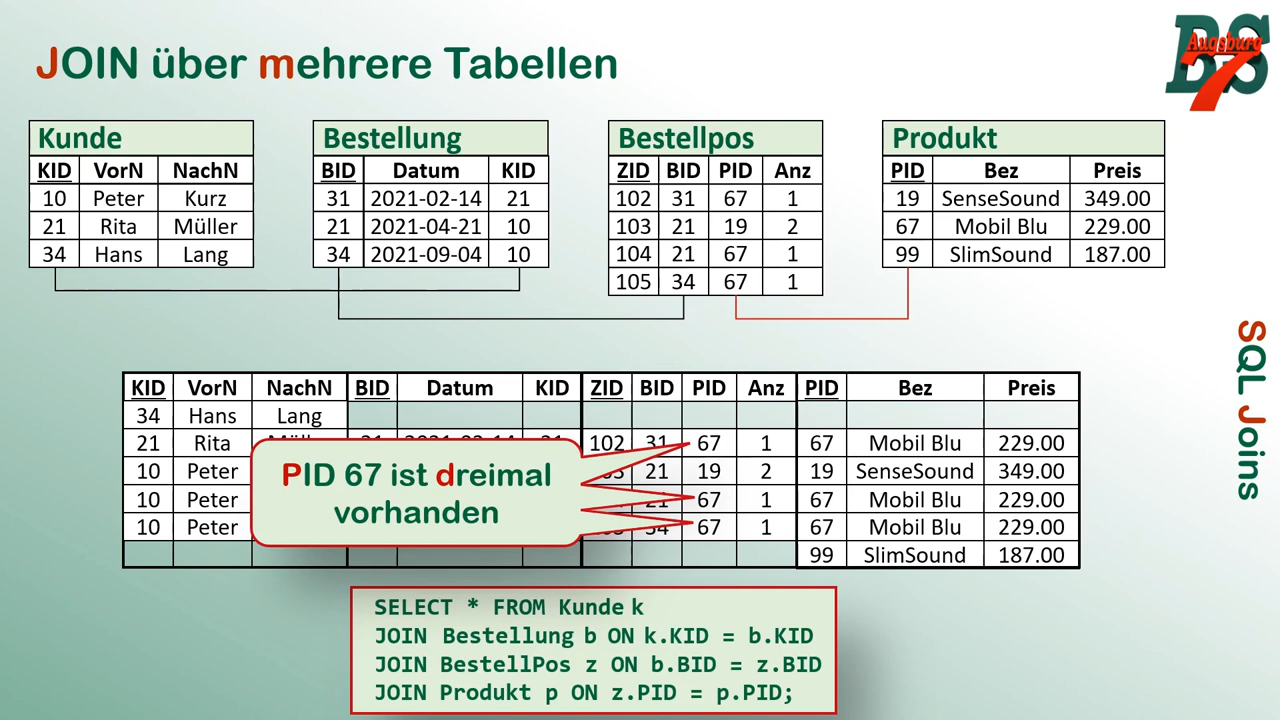 JOIN über mehrere Tabellen
BS
Augsburg
7
Kunde
KID VorN NachN
10 Peter Kurz
21 Rita Müller
34 Hans Lang
Bestellung
BID Datum KID
31 2021-02-14 21
21 2021-04-21 10
34 2021-09-04 10
Bestellpos
ZID BID PID Anz
102 31 67 1
103 21 19 2
104 21 67 1
105 34 67 1
Produkt
PID Bez Preis
19 SenseSound 349.00
67 Mobil Blu 229.00
99 SlimSound 187.00
SQL Joins
KID VorN NachN BID Datum KID ZID BID PID Anz PID Bez Preis
34 Hans Lang
21 Rita 102 31 67 1 67 Mobil Blu 229.00
10 Peter 21 19 2 19 SenseSound 349.00
10 Peter 21 67 1 67 Mobil Blu 229.00
10 Peter 34 67 1 67 Mobil Blu 229.00
99 SlimSound 187.00
PID 67 ist dreimal
vorhanden
SELECT * FROM Kunde k
JOIN Bestellung b ON k.KID = b.KID
JOIN BestellPos z ON b.BID = z.BID
JOIN Produkt p ON z.PID = p.PID;